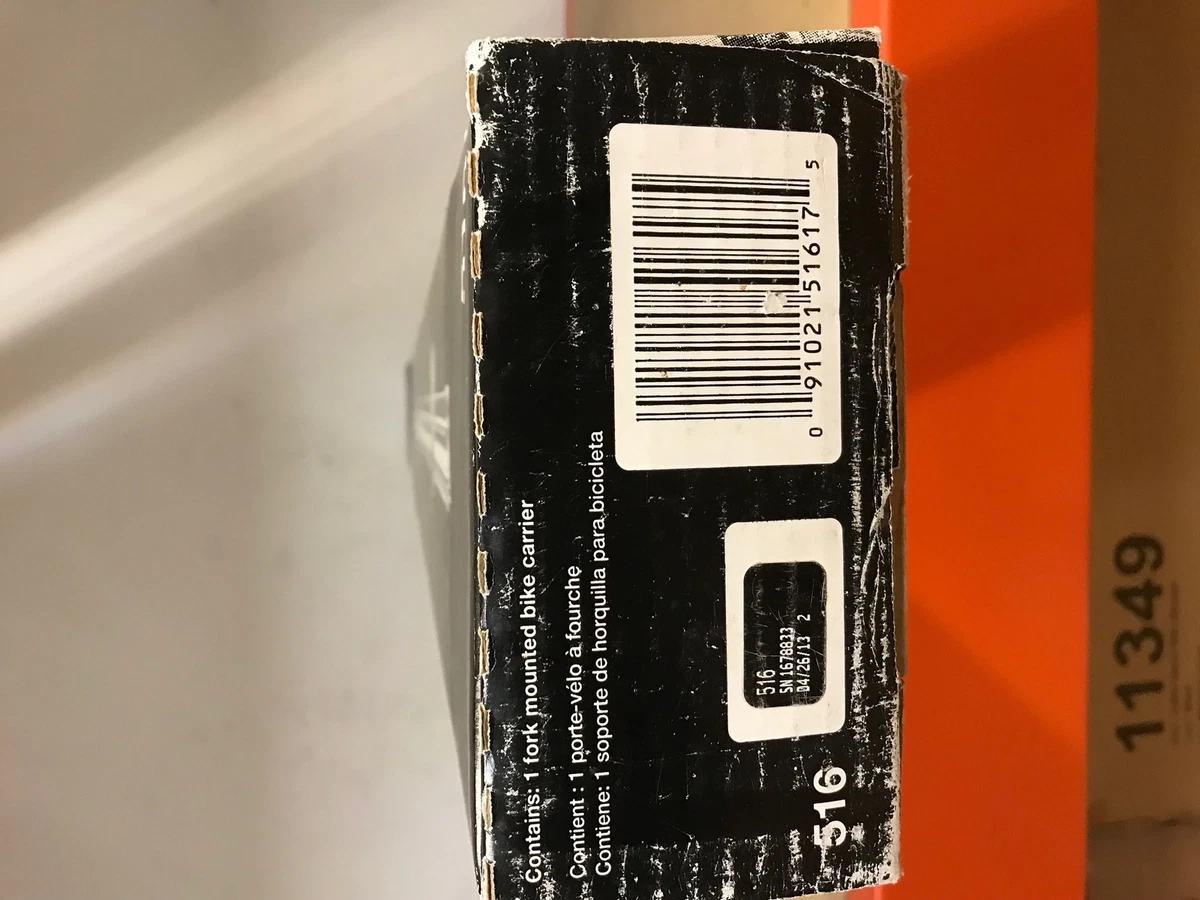 Contains: 1 fork mounted bike carrier
Contient : 1 porte-vélo à fourche
Contiene: 1 soporte de horquilla para bicicleta
516
SN 1678833
04/26/13 2
516
0 91021 51617 5
11349